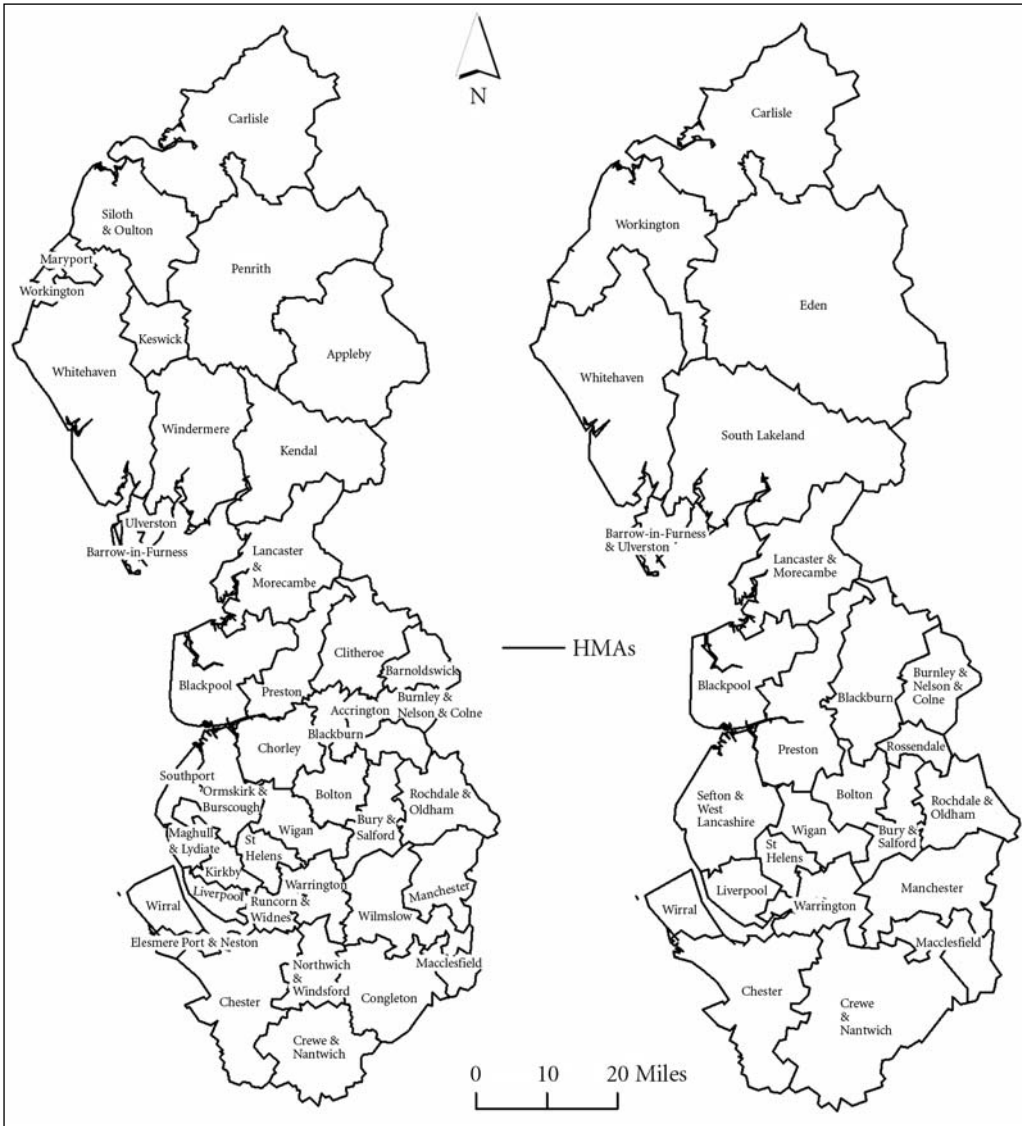 N
Carlisle
Siloth
& Oulton
Maryport
Workington
Penrith
Keswick
Appleby
Whitehaven
Windermere
Kendal
Ulverston
Barrow-in-Furness
Lancaster
&
Morecambe
Clitheroe
Barnoldswick
Blackpool
Preston
Accrington
Burnley &
Nelson & Colne
Blackburn
Chorley
Southport
Ormskirk &
Burscough
Bolton
Rochdale &
Oldham
Wigan
Bury &
Salford
Maghull
& Lydiate
St
Helens
Kirkby
Liverpool
Warrington
Manchester
Wirral
Runcorn &
Widnes
Wilmslow
Elesmere Port & Neston
Northwich
&
Windsford
Macclesfield
Chester
Congleton
Crewe &
Nantwich
HMAs
Carlisle
Workington
Eden
Whitehaven
South Lakeland
Barrow-in-Furness
& Ulverston
Lancaster &
Morecambe
Blackpool
Blackburn
Burnley &
Nelson &
Colne
Preston
Rossendale
Sefton &
West
Lancashire
Bolton
Rochdale &
Oldham
Wigan
Bury &
Salford
St
Helens
Liverpool
Manchester
Wirral
Warrington
Macclesfield
Chester
Crewe
&
Nantwich
0 10 20 Miles